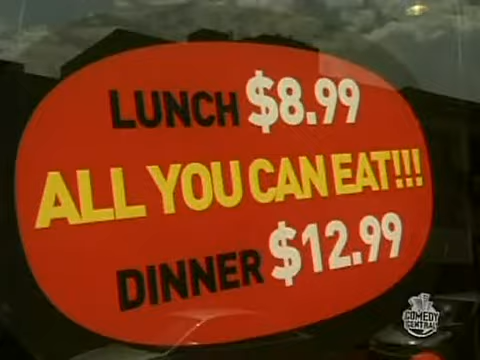 LUNCH $8.99
ALL YOU CAN EAT!!!
DINNER $12.99
COMEDY
CENTRAL